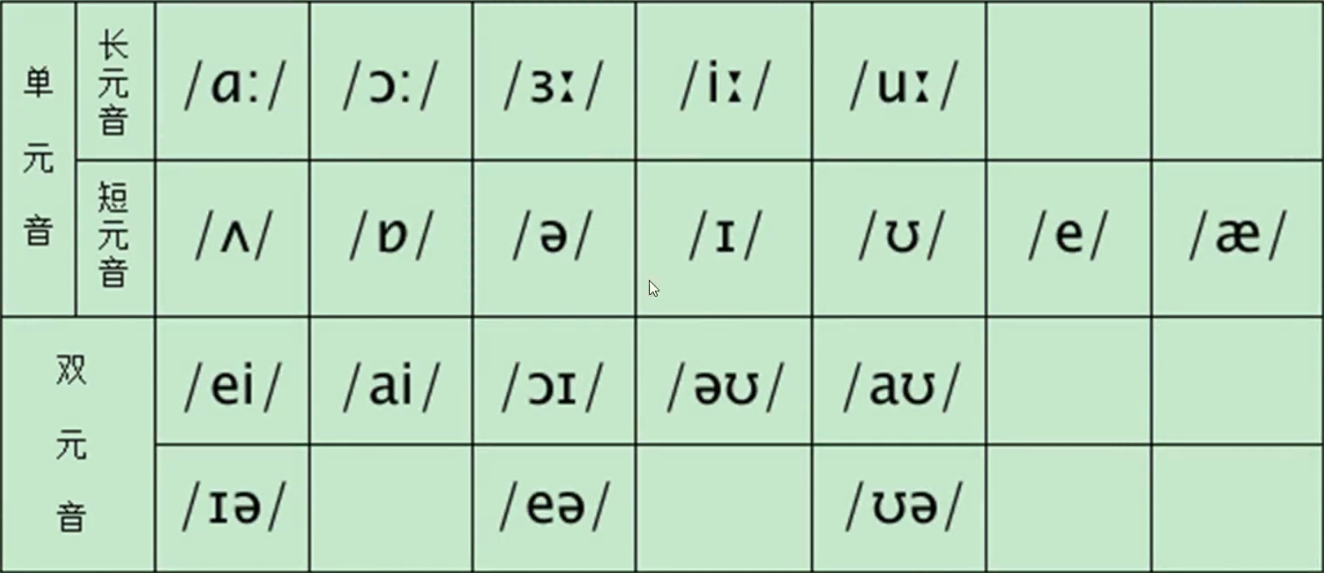 单元音
长元音
/ɑː/ /ɔː/ /ɜː/ /iː/ /uː/
短元音
/ʌ/ /ɒ/ /ə/ /ɪ/ /ʊ/ /e/ /æ/
双元音
/ei/ /ai/ /ɔɪ/ /əʊ/ /aʊ/
/ɪə/ /eə/ /ʊə/